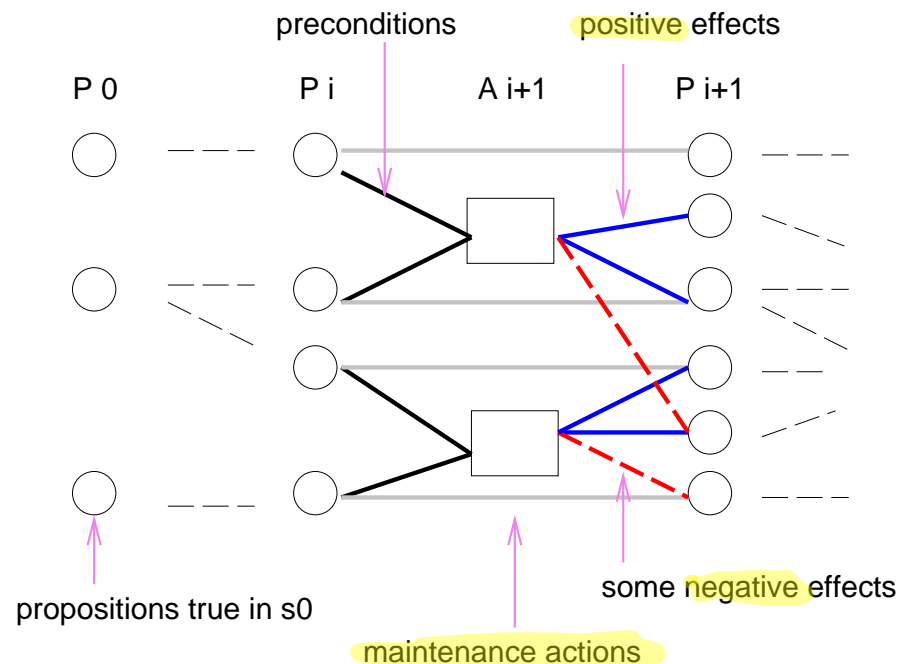 preconditions
positive effects
P 0
P i
A i+1
P i+1
some negative effects
propositions true in s0
maintenance actions